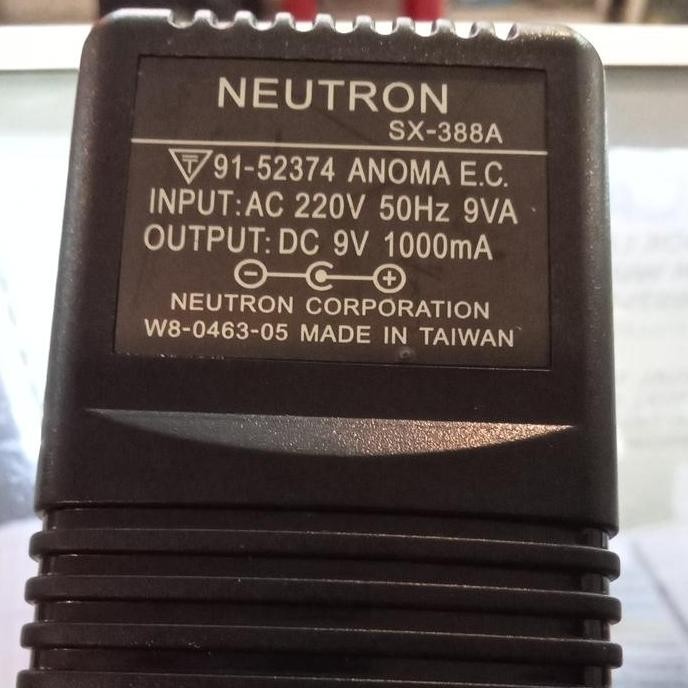 NEUTRON
SX-388A
91-52374 ANOMA E.C.
INPUT: AC 220V 50Hz 9VA
OUTPUT: DC 9V 1000mA
NEUTRON CORPORATION
W8-0463-05 MADE IN TAIWAN